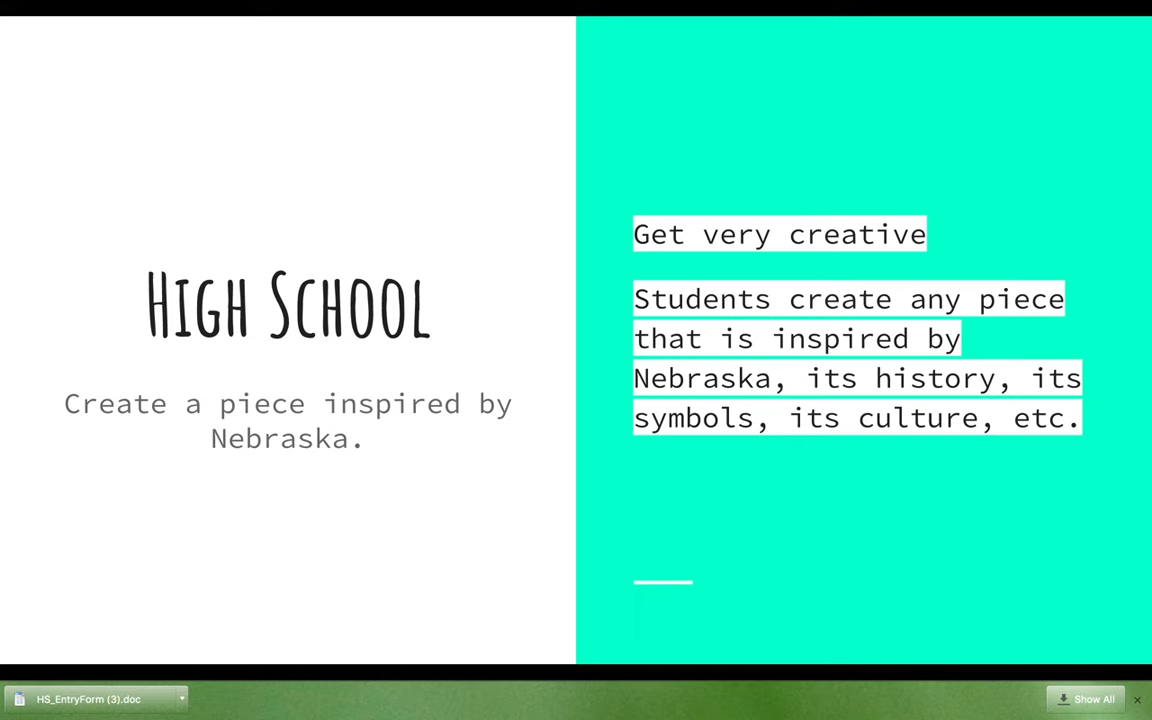 High School
Create a piece inspired by
Nebraska.
Get very creative
Students create any piece
that is inspired by
Nebraska, its history, its
symbols, its culture, etc.
HS_EntryForm (3).doc
Show All